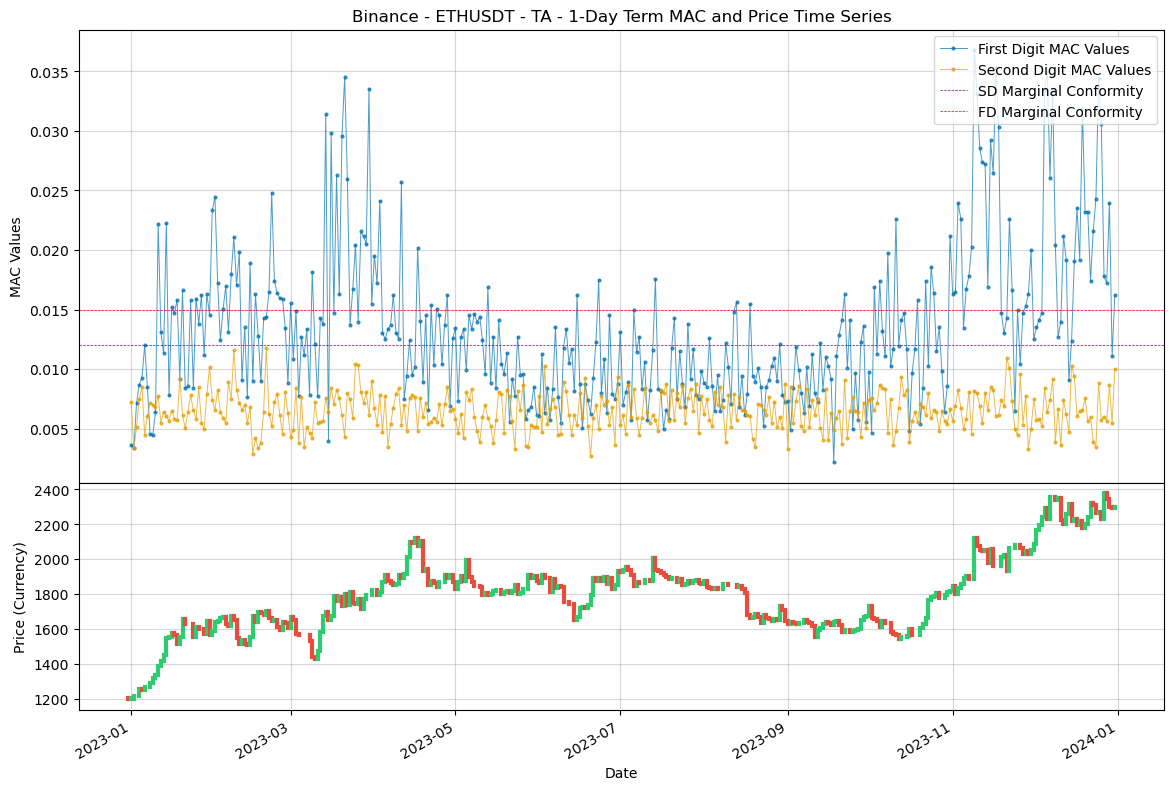 Binance - ETHUSDT - TA - 1-Day Term MAC and Price Time Series
First Digit MAC Values
Second Digit MAC Values
SD Marginal Conformity
FD Marginal Conformity
MAC Values
0.035
0.030
0.025
0.020
0.015
0.010
0.005
Price (Currency)
2400
2200
2000
1800
1600
1400
1200
2023-01
2023-03
2023-05
2023-07
2023-09
2023-11
2024-01
Date